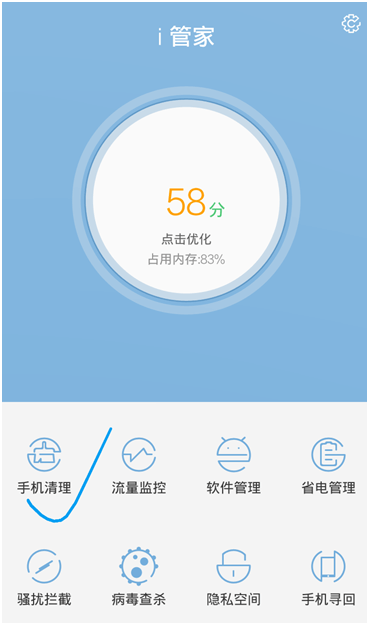 i 管家
58分
点击优化
占用内存:83%
手机清理 流量监控 软件管理 省电管理
骚扰拦截 病毒查杀 隐私空间 手机寻回